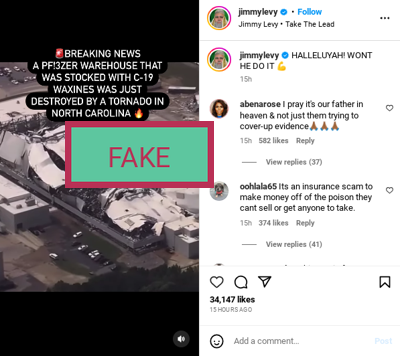 🚨BREAKING NEWS
A PF!3ZER WAREHOUSE THAT
WAS STOCKED WITH C-19
WAXINES WAS JUST
DESTROYED BY A TORNADO IN
NORTH CAROLINA 🔥
FAKE
jimmylevy • Follow
Jimmy Levy • Take The Lead
jimmylevy HALLELUYAH! WONT
HE DO IT 💪
15h
abenarose I pray it's our father in
heaven & not just them trying to
cover-up evidence🙏🏾🙏🏾🙏🏾
15h 582 likes Reply
View replies (37)
oohlala65 Its an insurance scam to
make money off of the poison they
cant sell or get anyone to take.
15h 374 likes Reply
View replies (41)
34,147 likes
15 HOURS AGO
Add a comment...
Post